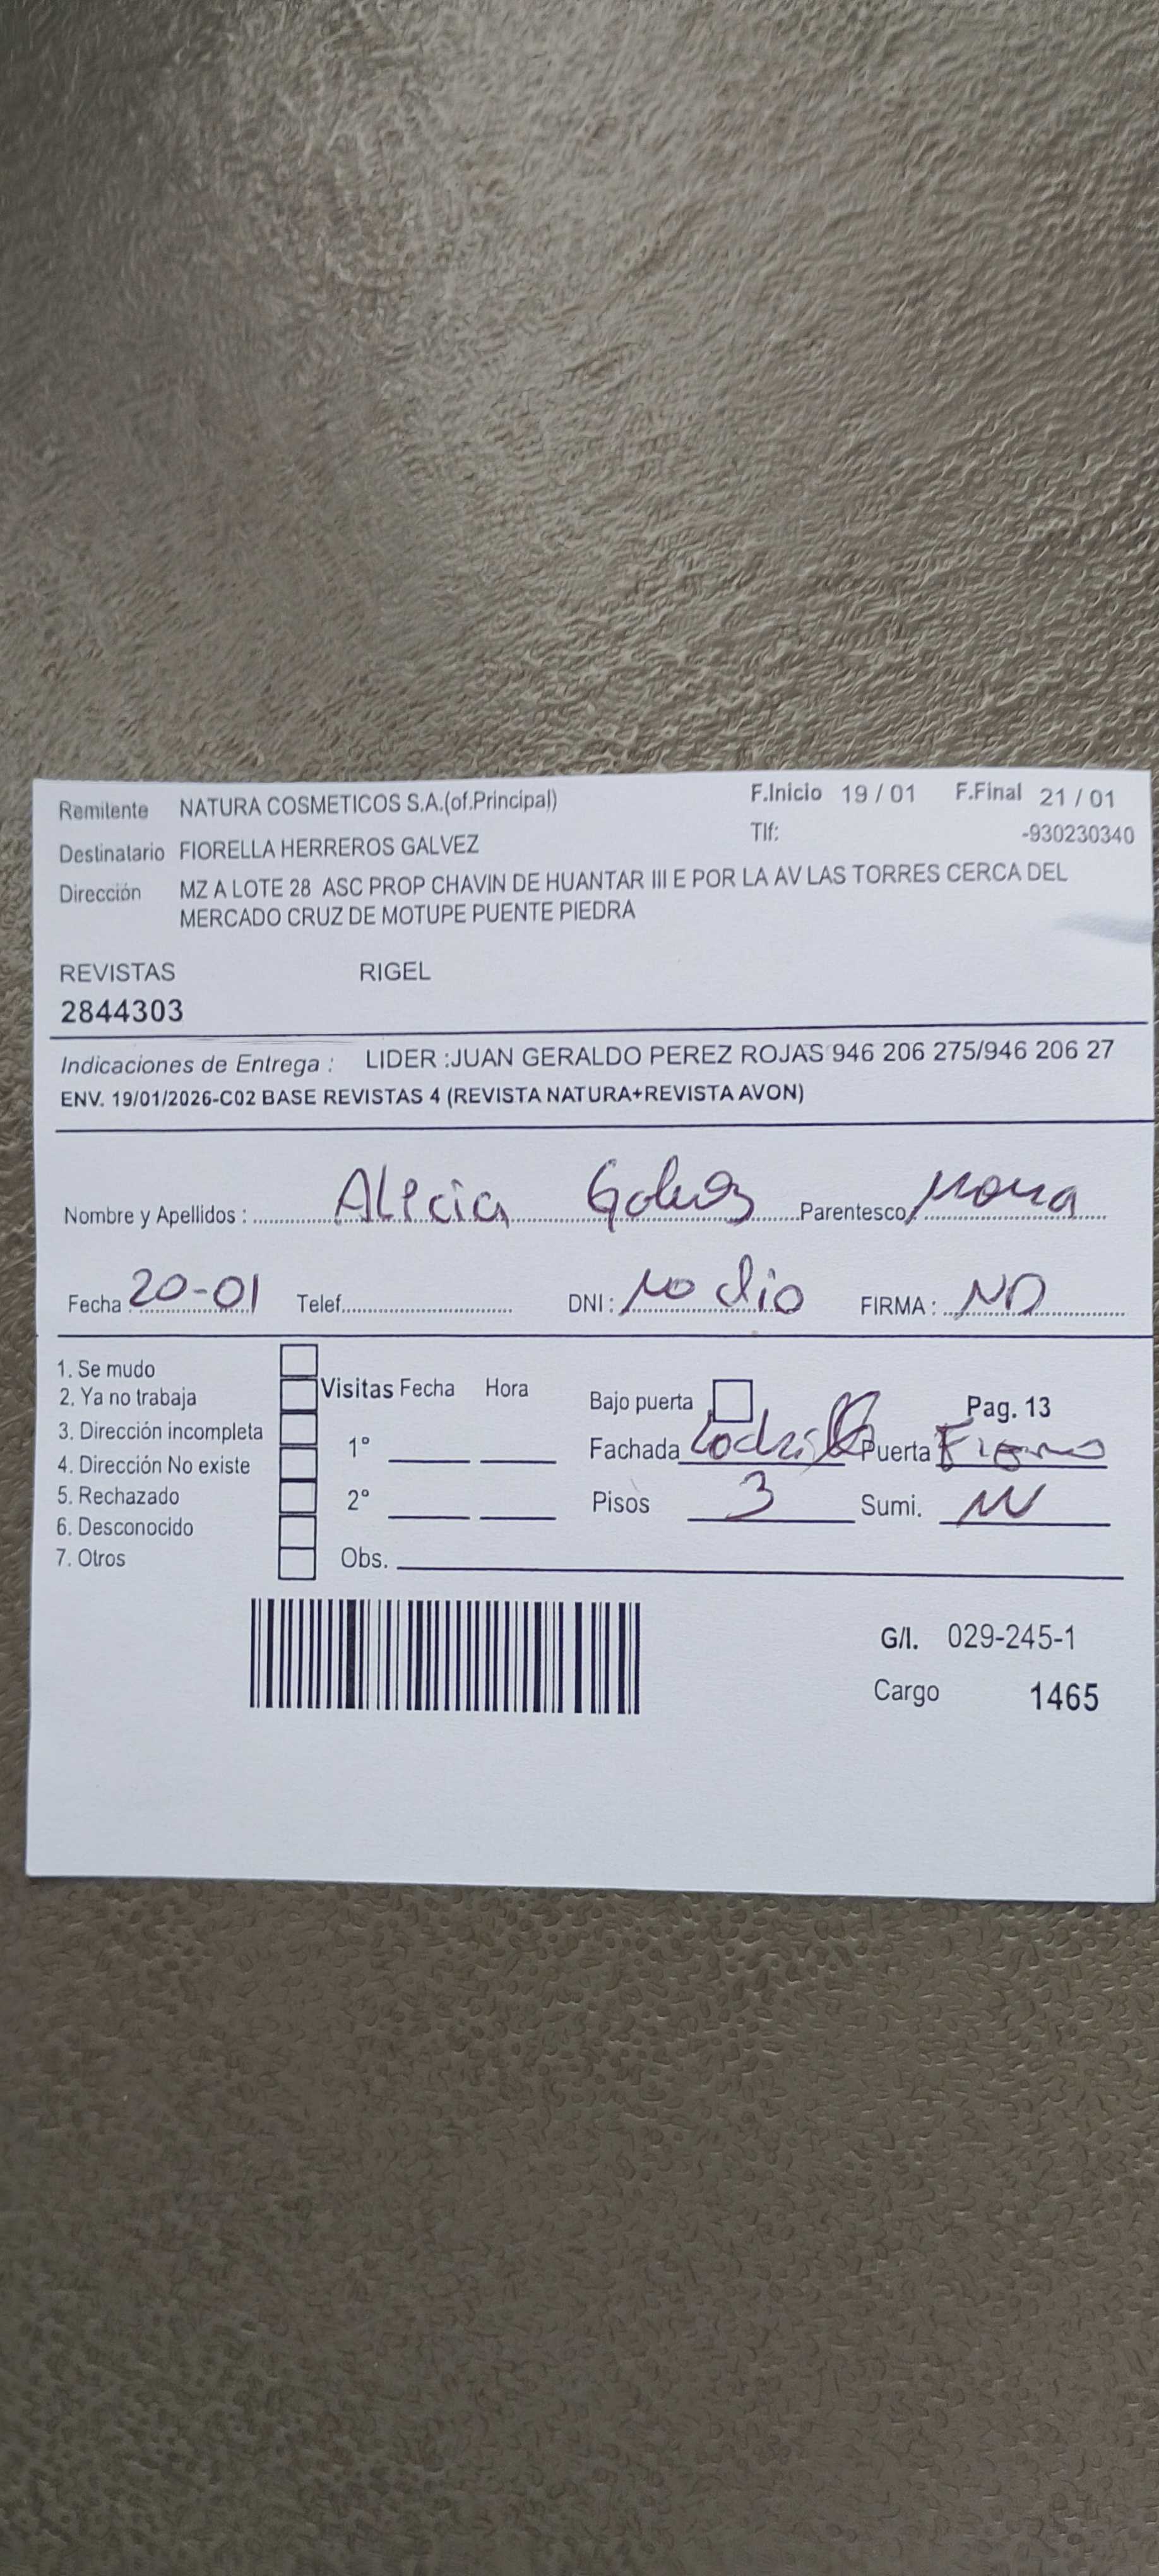 Remitente NATURA COSMETICOS S.A.(of.Principal) F.Inicio 19 / 01 F.Final 21 / 01
Destinatario FIORELLA HERREROS GALVEZ Tlf: -930230340
Dirección MZ A LOTE 28 ASC PROP CHAVIN DE HUANTAR III E POR LA AV LAS TORRES CERCA DEL
MERCADO CRUZ DE MOTUPE PUENTE PIEDRA
REVISTAS RIGEL
2844303
Indicaciones de Entrega : LIDER :JUAN GERALDO PEREZ ROJAS 946 206 275/946 206 27
ENV. 19/01/2026-C02 BASE REVISTAS 4 (REVISTA NATURA+REVISTA AVON)
Nombre y Apellidos : Alicia Parentesco
Fecha 20-01 Telef. DNI : No dio FIRMA : ND
1. Se mudo
2. Ya no trabaja Visitas Fecha Hora Bajo puerta Pag. 13
3. Dirección incompleta 1° Fachada Puerta
4. Dirección No existe
5. Rechazado 2° Pisos 3 Sumi.
6. Desconocido
7. Otros Obs.
G/I. 029-245-1
Cargo 1465